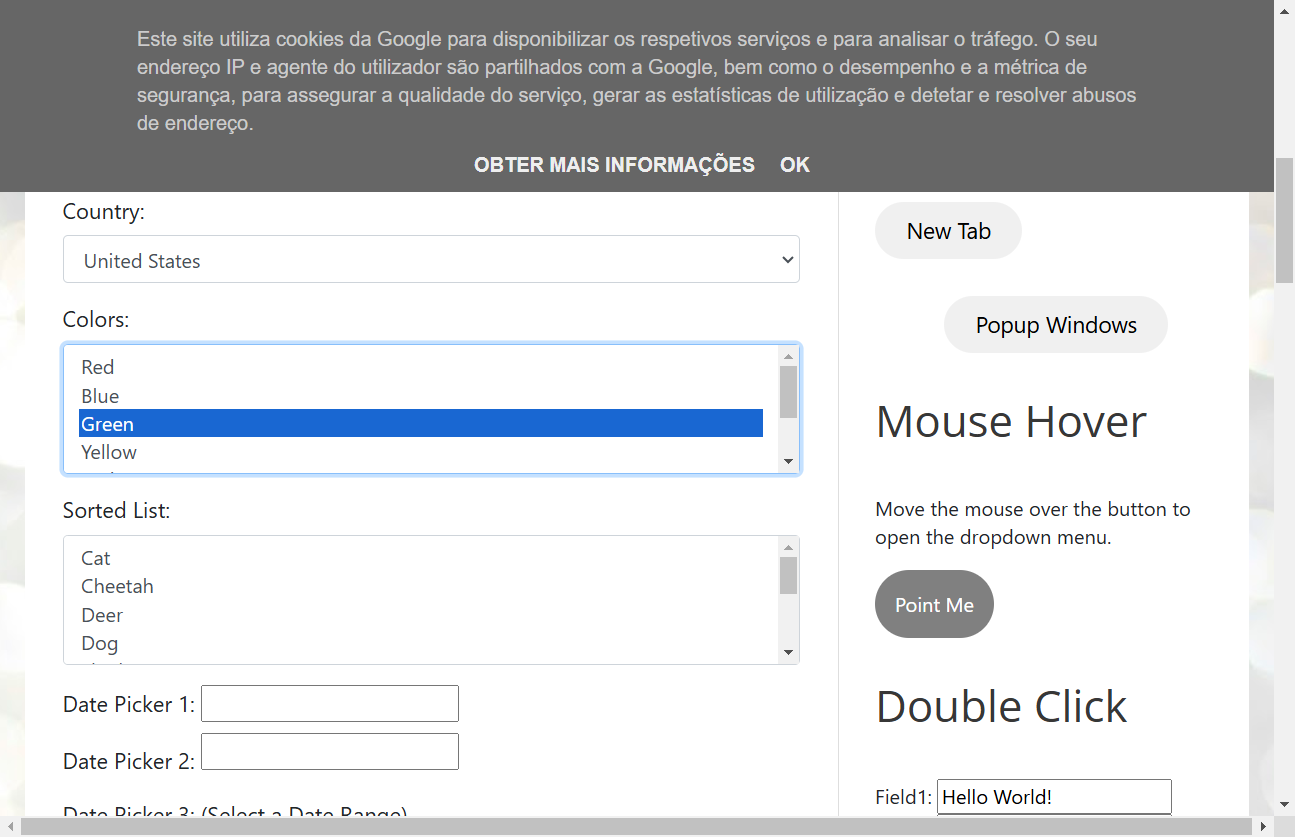 Este site utiliza cookies da Google para disponibilizar os respetivos serviços e para analisar o tráfego. O seu
endereço IP e agente do utilizador são partilhados com a Google, bem como o desempenho e a métrica de
segurança, para assegurar a qualidade do serviço, gerar as estatísticas de utilização e detetar e resolver abusos
de endereço.
OBTER MAIS INFORMAÇÕES OK
Country:
United States
Colors:
Red
Blue
Green
Yellow
Sorted List:
Cat
Cheetah
Deer
Dog
Date Picker 1:
Date Picker 2:
Date Picker 3: (Select a Date Range)
New Tab
Popup Windows
Mouse Hover
Move the mouse over the button to
open the dropdown menu.
Point Me
Double Click
Field1: Hello World!